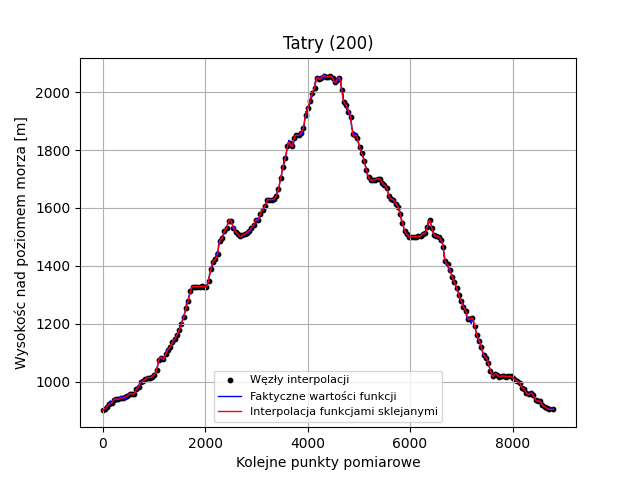 Tatry (200)
Wysokośc nad poziomem morza [m]
2000
1800
1600
1400
1200
1000
Węzły interpolacji
Faktyczne wartości funkcji
Interpolacja funkcjami sklejanymi
0 2000 4000 6000 8000
Kolejne punkty pomiarowe